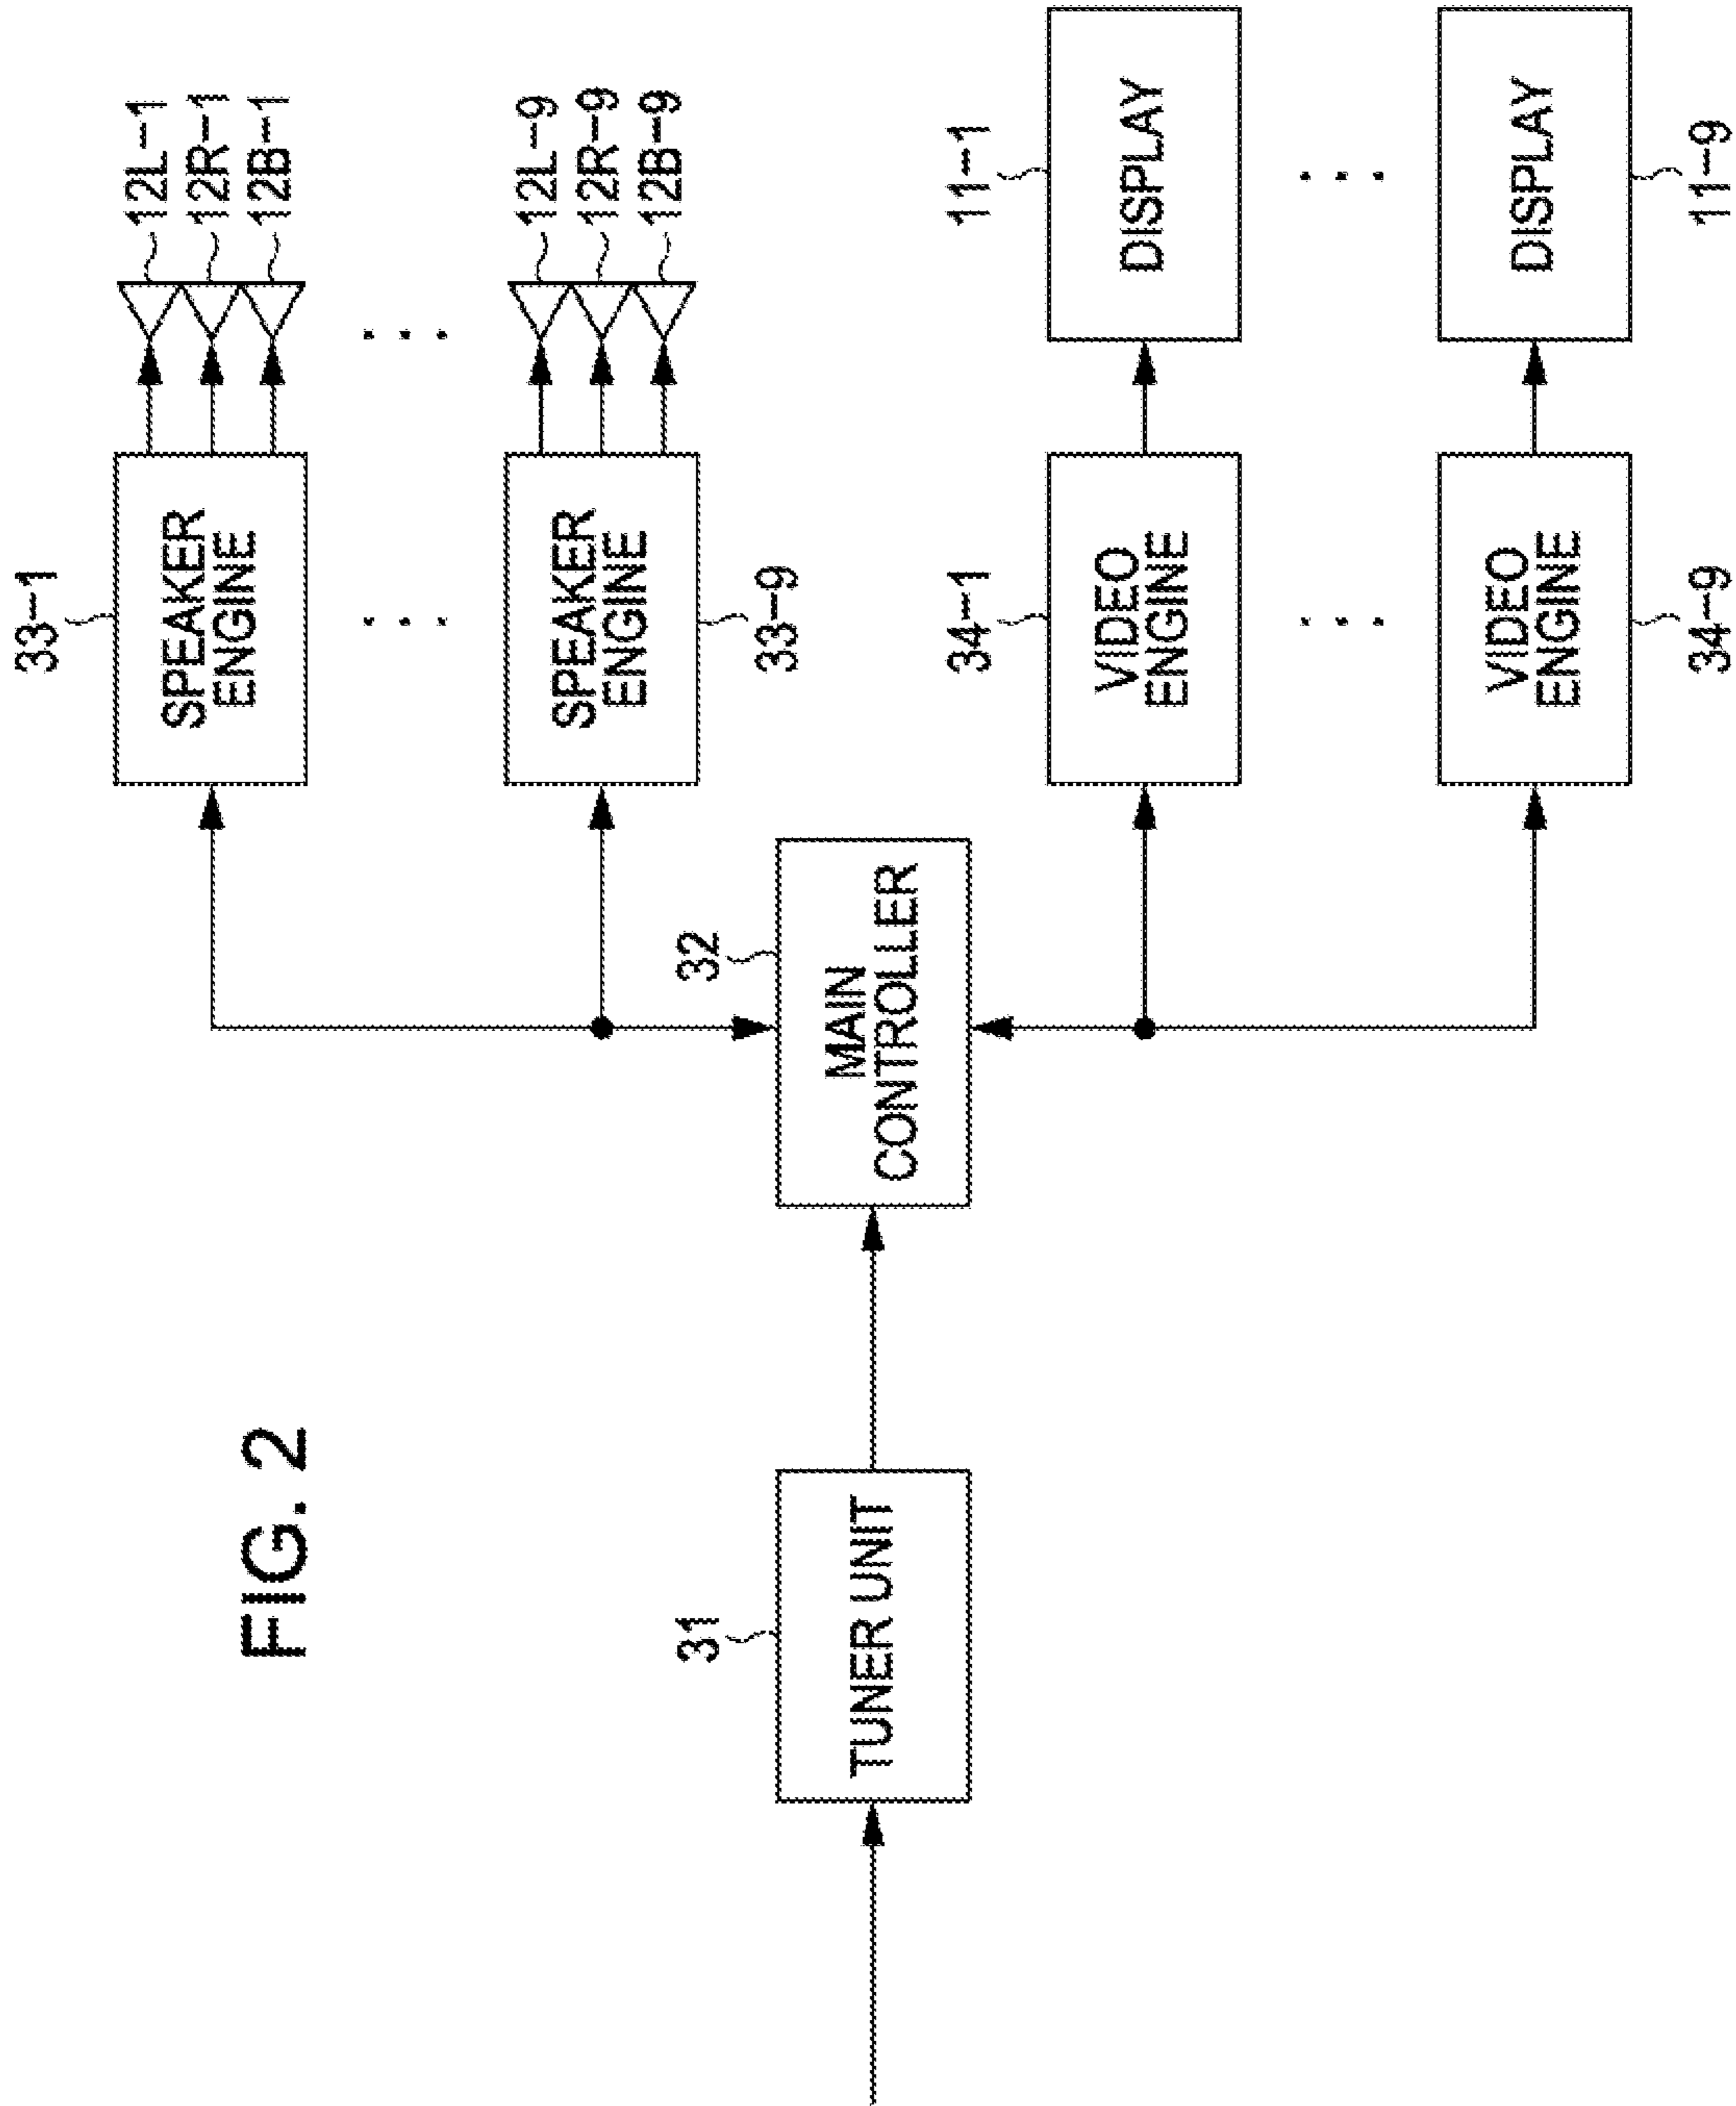 FIG. 2
33-1
SPEAKER
ENGINE
12L-1
12R-1
12B-1
SPEAKER
ENGINE
33-9
12L-9
12R-9
12B-9
31
TUNER UNIT
32
MAIN
CONTROLLER
34-1
VIDEO
ENGINE
11-1
DISPLAY
VIDEO
ENGINE
34-9
DISPLAY
11-9